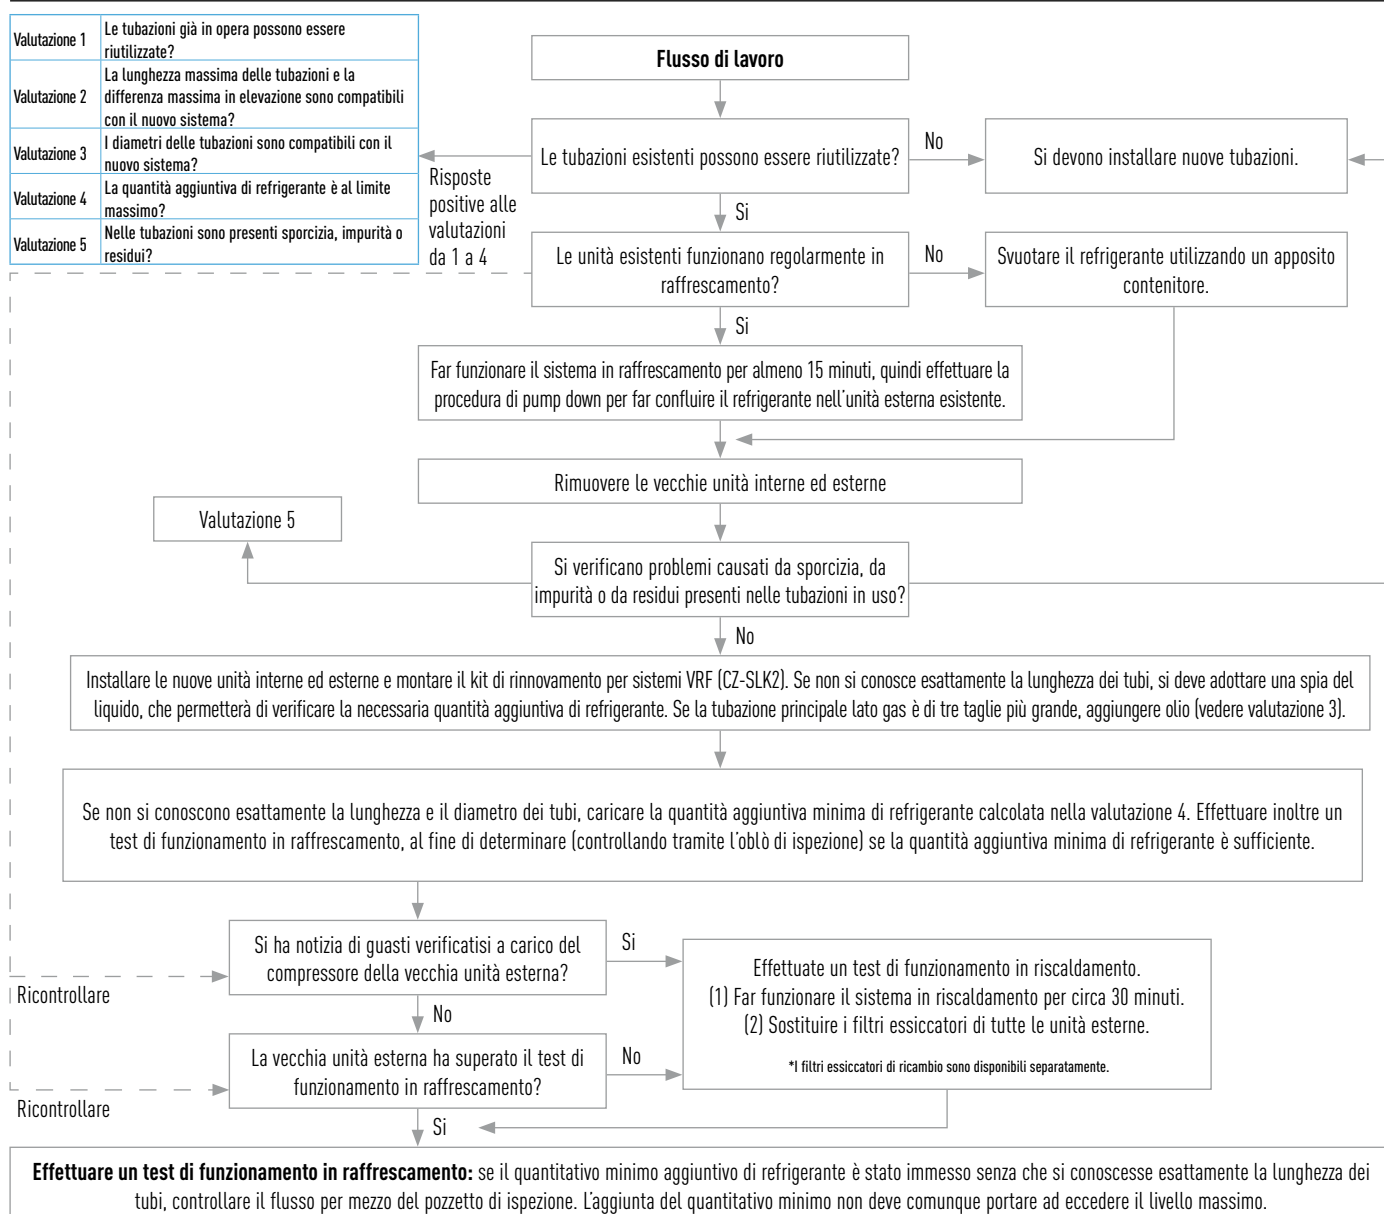 Valutazione 1
Le tubazioni già in opera possono essere
riutilizzate?
Valutazione 2
La lunghezza massima delle tubazioni e la
differenza massima in elevazione sono compatibili
con il nuovo sistema?
Valutazione 3
I diametri delle tubazioni sono compatibili con il
nuovo sistema?
Valutazione 4
La quantità aggiuntiva di refrigerante è al limite
massimo?
Valutazione 5
Nelle tubazioni sono presenti sporcizia, impurità o
residui?
Flusso di lavoro
Le tubazioni esistenti possono essere riutilizzate?
No
Si devono installare nuove tubazioni.
Risposte
positive alle
valutazioni
da 1 a 4
Si
Le unità esistenti funzionano regolarmente in
raffrescamento?
No
Svuotare il refrigerante utilizzando un apposito
contenitore.
Si
Far funzionare il sistema in raffrescamento per almeno 15 minuti, quindi effettuare la
procedura di pump down per far confluire il refrigerante nell'unità esterna esistente.
Rimuovere le vecchie unità interne ed esterne
Valutazione 5
Si verificano problemi causati da sporcizia, da
impurità o da residui presenti nelle tubazioni in uso?
No
Installare le nuove unità interne ed esterne e montare il kit di rinnovamento per sistemi VRF (CZ-SLK2). Se non si conosce esattamente la lunghezza dei tubi, si deve adottare una spia del
liquido, che permetterà di verificare la necessaria quantità aggiuntiva di refrigerante. Se la tubazione principale lato gas è di tre taglie più grande, aggiungere olio (vedere valutazione 3).
Se non si conoscono esattamente la lunghezza e il diametro dei tubi, caricare la quantità aggiuntiva minima di refrigerante calcolata nella valutazione 4. Effettuare inoltre un
test di funzionamento in raffrescamento, al fine di determinare (controllando tramite l'oblò di ispezione) se la quantità aggiuntiva minima di refrigerante è sufficiente.
Si ha notizia di guasti verificatisi a carico del
compressore della vecchia unità esterna?
Si
Effettuate un test di funzionamento in riscaldamento.
(1) Far funzionare il sistema in riscaldamento per circa 30 minuti.
(2) Sostituire i filtri essiccatori di tutte le unità esterne.
*I filtri essiccatori di ricambio sono disponibili separatamente.
Ricontrollare
No
La vecchia unità esterna ha superato il test di
funzionamento in raffrescamento?
No
Ricontrollare
Si
Effettuare un test di funzionamento in raffrescamento: se il quantitativo minimo aggiuntivo di refrigerante è stato immesso senza che si conoscesse esattamente la lunghezza dei
tubi, controllare il flusso per mezzo del pozzetto di ispezione. L'aggiunta del quantitativo minimo non deve comunque portare ad eccedere il livello massimo.